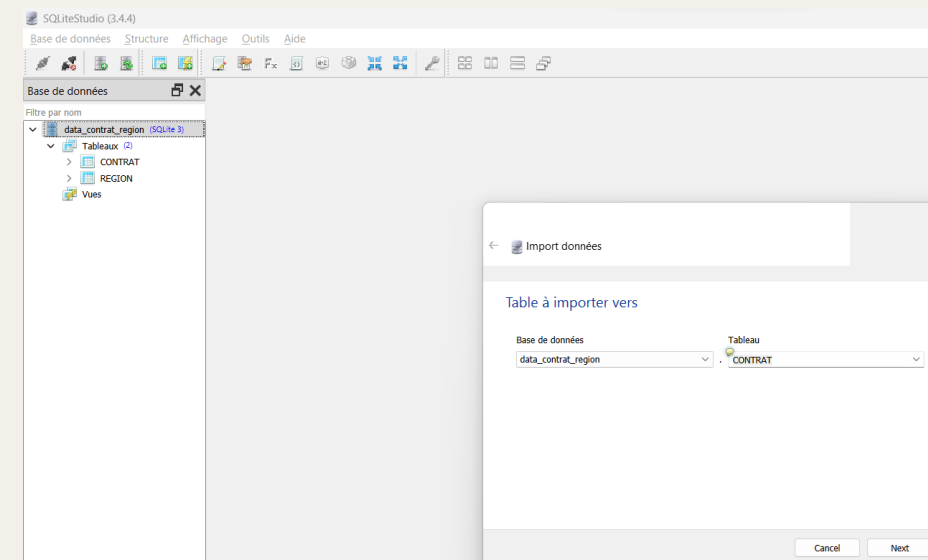 SQLiteStudio (3.4.4)
Base de données Structure Affichage Outils Aide
Base de données
Filtre par nom
data_contrat_region (SQLite 3)
Tableaux (2)
CONTRAT
REGION
Vues
Import données
Table à importer vers
Base de données Tableau
data_contrat_region . CONTRAT
Cancel Next